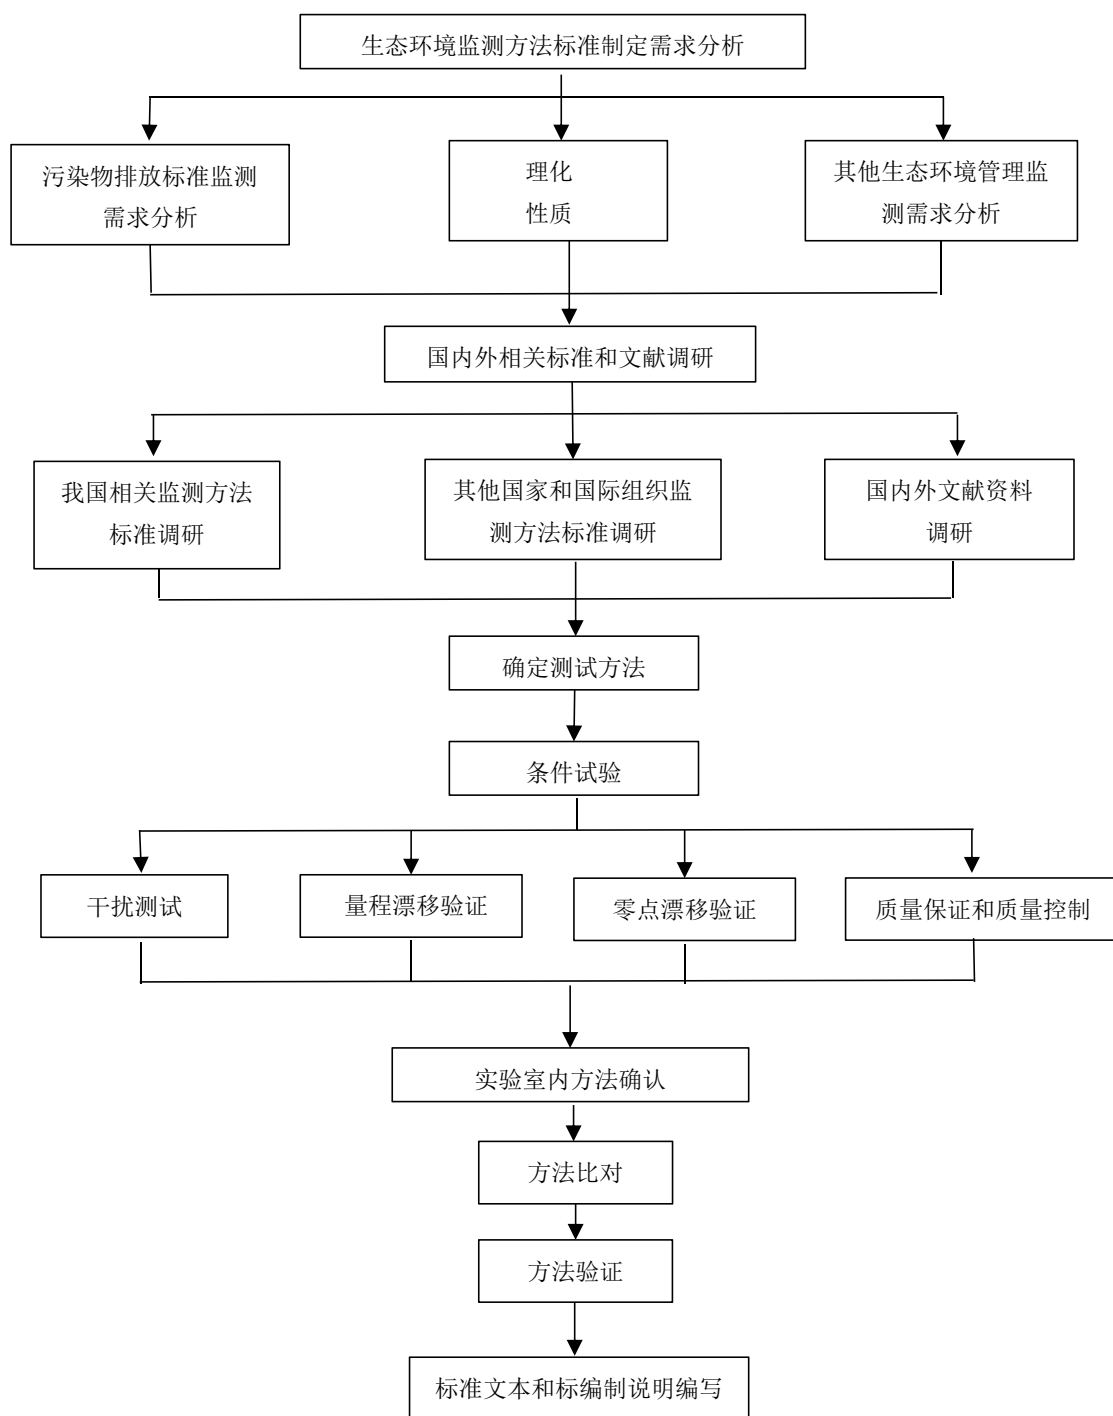 生态环境监测方法标准制定需求分析
污染物排放标准监测
需求分析
理化
性质
其他生态环境管理监
测需求分析
国内外相关标准和文献调研
我国相关监测方法
标准调研
其他国家和国际组织监
测方法标准调研
国内外文献资料
调研
确定测试方法
条件试验
干扰测试
量程漂移验证
零点漂移验证
质量保证和质量控制
实验室内方法确认
方法比对
方法验证
标准文本和标编制说明编写